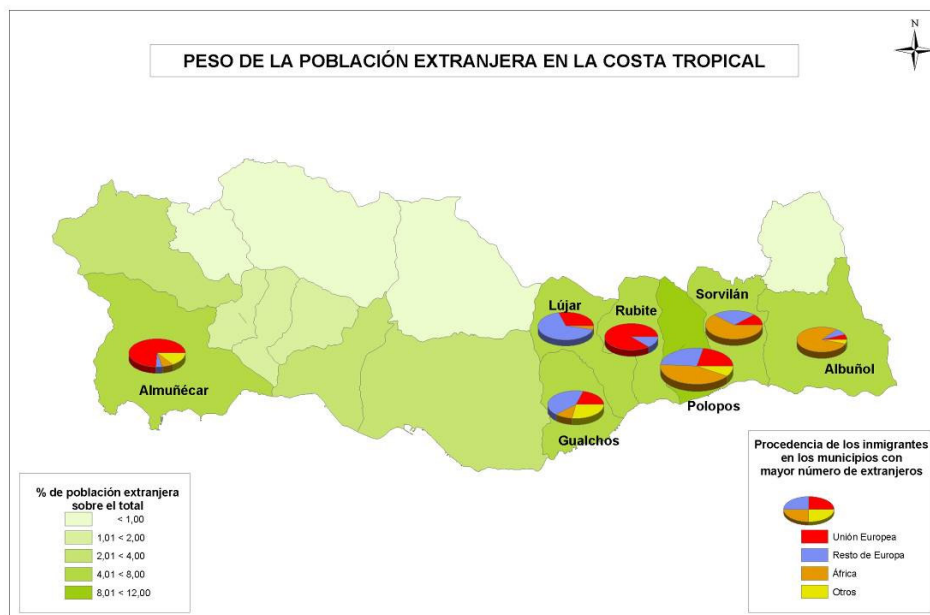 N
PESO DE LA POBLACIÓN EXTRANJERA EN LA COSTA TROPICAL
Sorvilán
Lújar
Rubite
Albuñol
Almuñécar
Polopos
Gualchos
% de población extranjera
sobre el total
< 1,00
1,01 < 2,00
2,01 < 4,00
4,01 < 8,00
8,01 < 12,00
Procedencia de los inmigrantes
en los municipios con
mayor número de extranjeros
Unión Europea
Resto de Europa
África
Otros